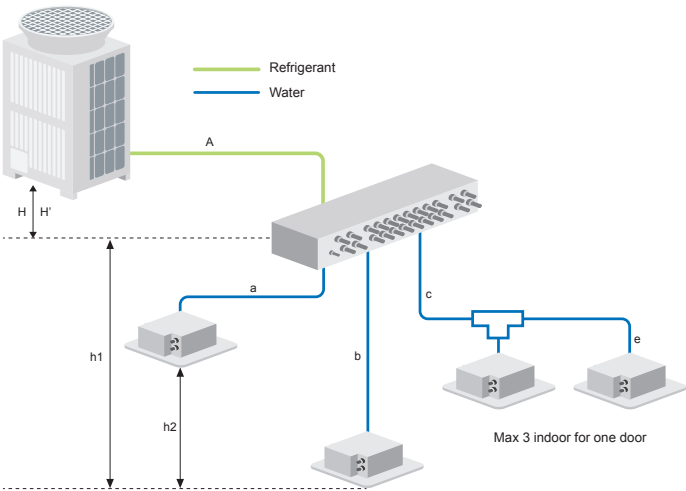 Refrigerant
Water
A
H H'
a
c
h1
b
e
h2
Max 3 indoor for one door